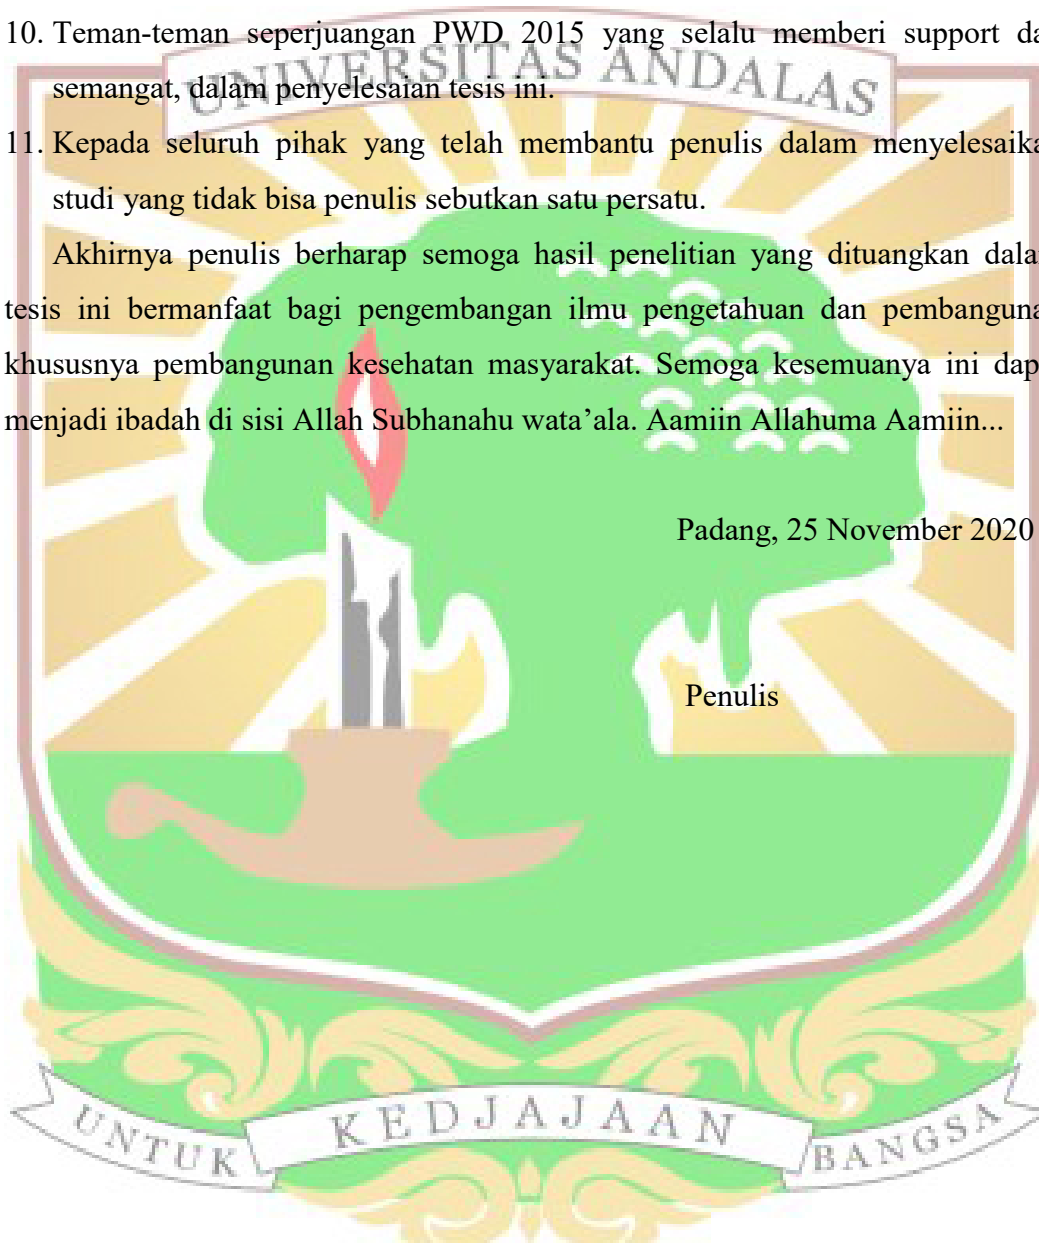 10. Teman-teman seperjuangan PWD 2015 yang selalu memberi support da
UNIVERSITAS ANDALAS
semangat, dalam penyelesaian tesis ini.
11. Kepada seluruh pihak yang telah membantu penulis dalam menyelesaika
studi yang tidak bisa penulis sebutkan satu persatu.
Akhirnya penulis berharap semoga hasil penelitian yang dituangkan dala
tesis ini bermanfaat bagi pengembangan ilmu pengetahuan dan pembanguna
khususnya pembangunan kesehatan masyarakat. Semoga kesemuanya ini dap
menjadi ibadah di sisi Allah Subhanahu wata’ala. Aamiin Allahuma Aamiin...
Padang, 25 November 2020
Penulis
UNTUK KEDJAJAAN BANGSA